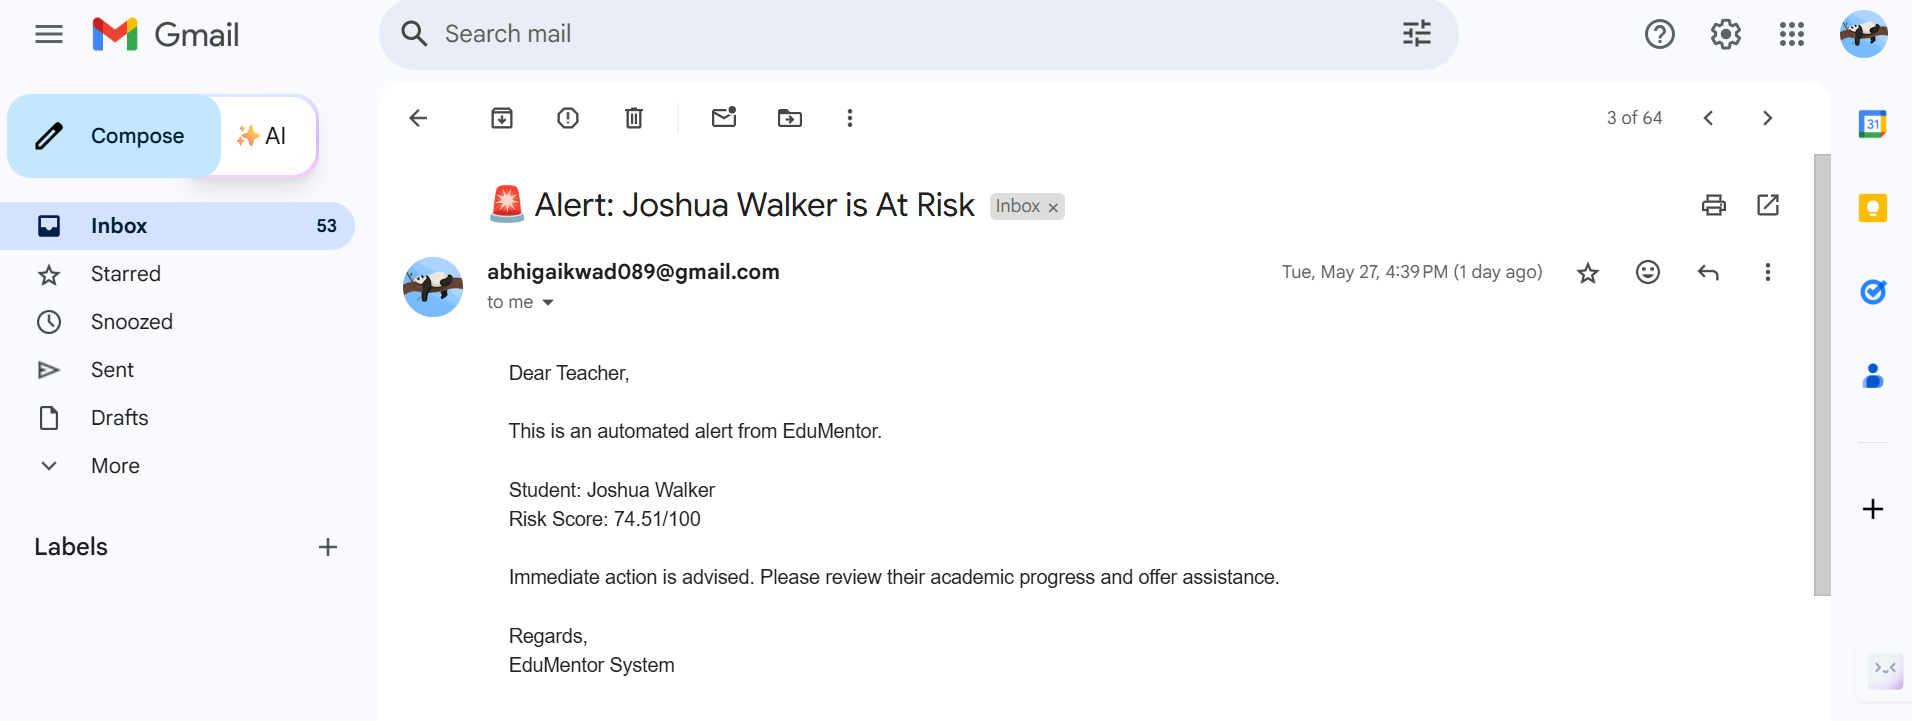 Gmail
Search mail
Compose
AI
3 of 64
31
🚨 Alert: Joshua Walker is At Risk
Inbox ×
Inbox 53
Starred
Snoozed
Sent
Drafts
More
Labels
abhigaikwad089@gmail.com
Tue, May 27, 4:39 PM (1 day ago)
to me
Dear Teacher,
This is an automated alert from EduMentor.
Student: Joshua Walker
Risk Score: 74.51/100
Immediate action is advised. Please review their academic progress and offer assistance.
Regards,
EduMentor System